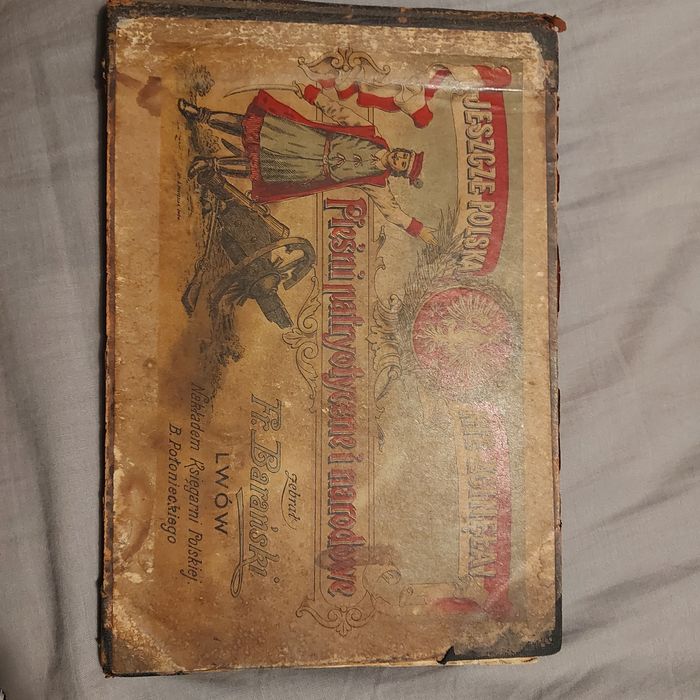 JESZCZE POLSKA
NIE ZGINĘŁA!
Pieśni patryotyczne i narodowe
zebrał
Fr. Barański
LWÓW
Nakładem Księgarni Polskiej.
B. Połonieckiego